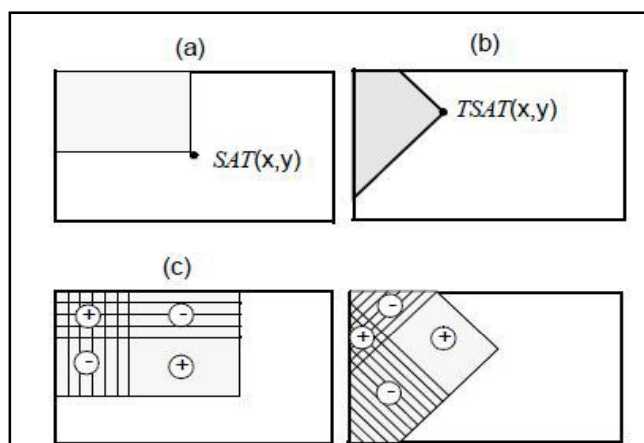 (a)
(b)
SAT(x,y)
TSAT(x,y)
(c)
+ -
- +
-
+ +
-